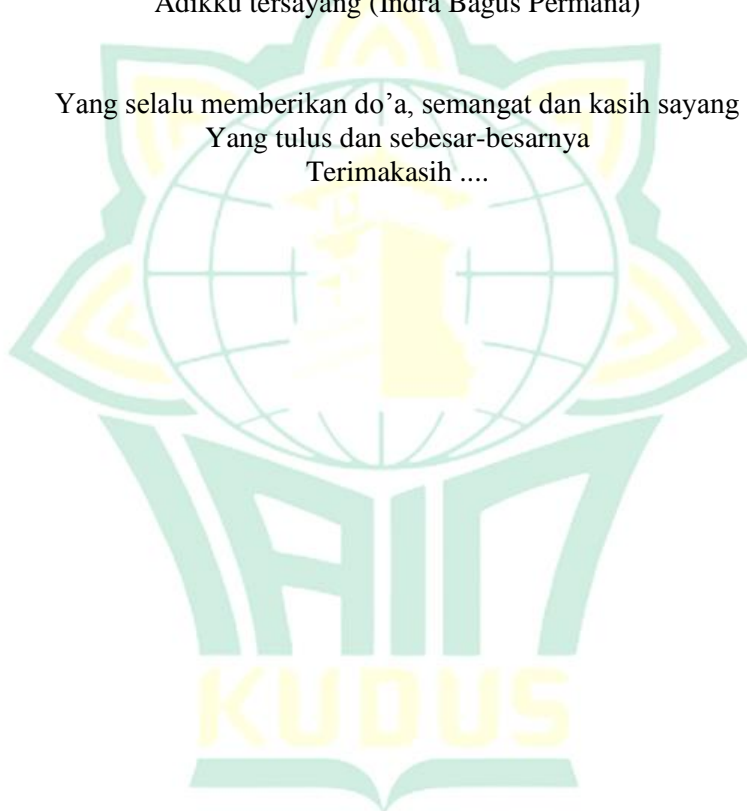 Adikku tersayang (Indra Bagus Permana)
Yang selalu memberikan do’a, semangat dan kasih sayang
Yang tulus dan sebesar-besarnya
Terimakasih ....
IAIN
KUDUS